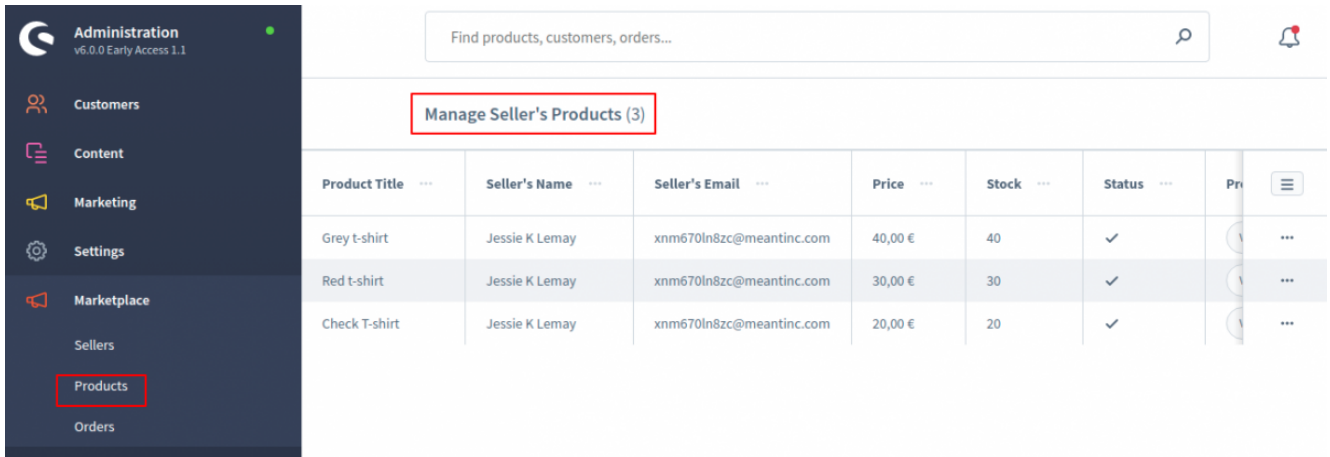 Administration
v6.0.0 Early Access 1.1
Find products, customers, orders...
Customers
Content
Marketing
Settings
Marketplace
Sellers
Products
Orders
Manage Seller's Products (3)
Product Title Seller's Name Seller's Email Price Stock Status
Grey t-shirt Jessie K Lemay xnm670ln8zc@meantinc.com 40,00 € 40
Red t-shirt Jessie K Lemay xnm670ln8zc@meantinc.com 30,00 € 30
Check T-shirt Jessie K Lemay xnm670ln8zc@meantinc.com 20,00 € 20